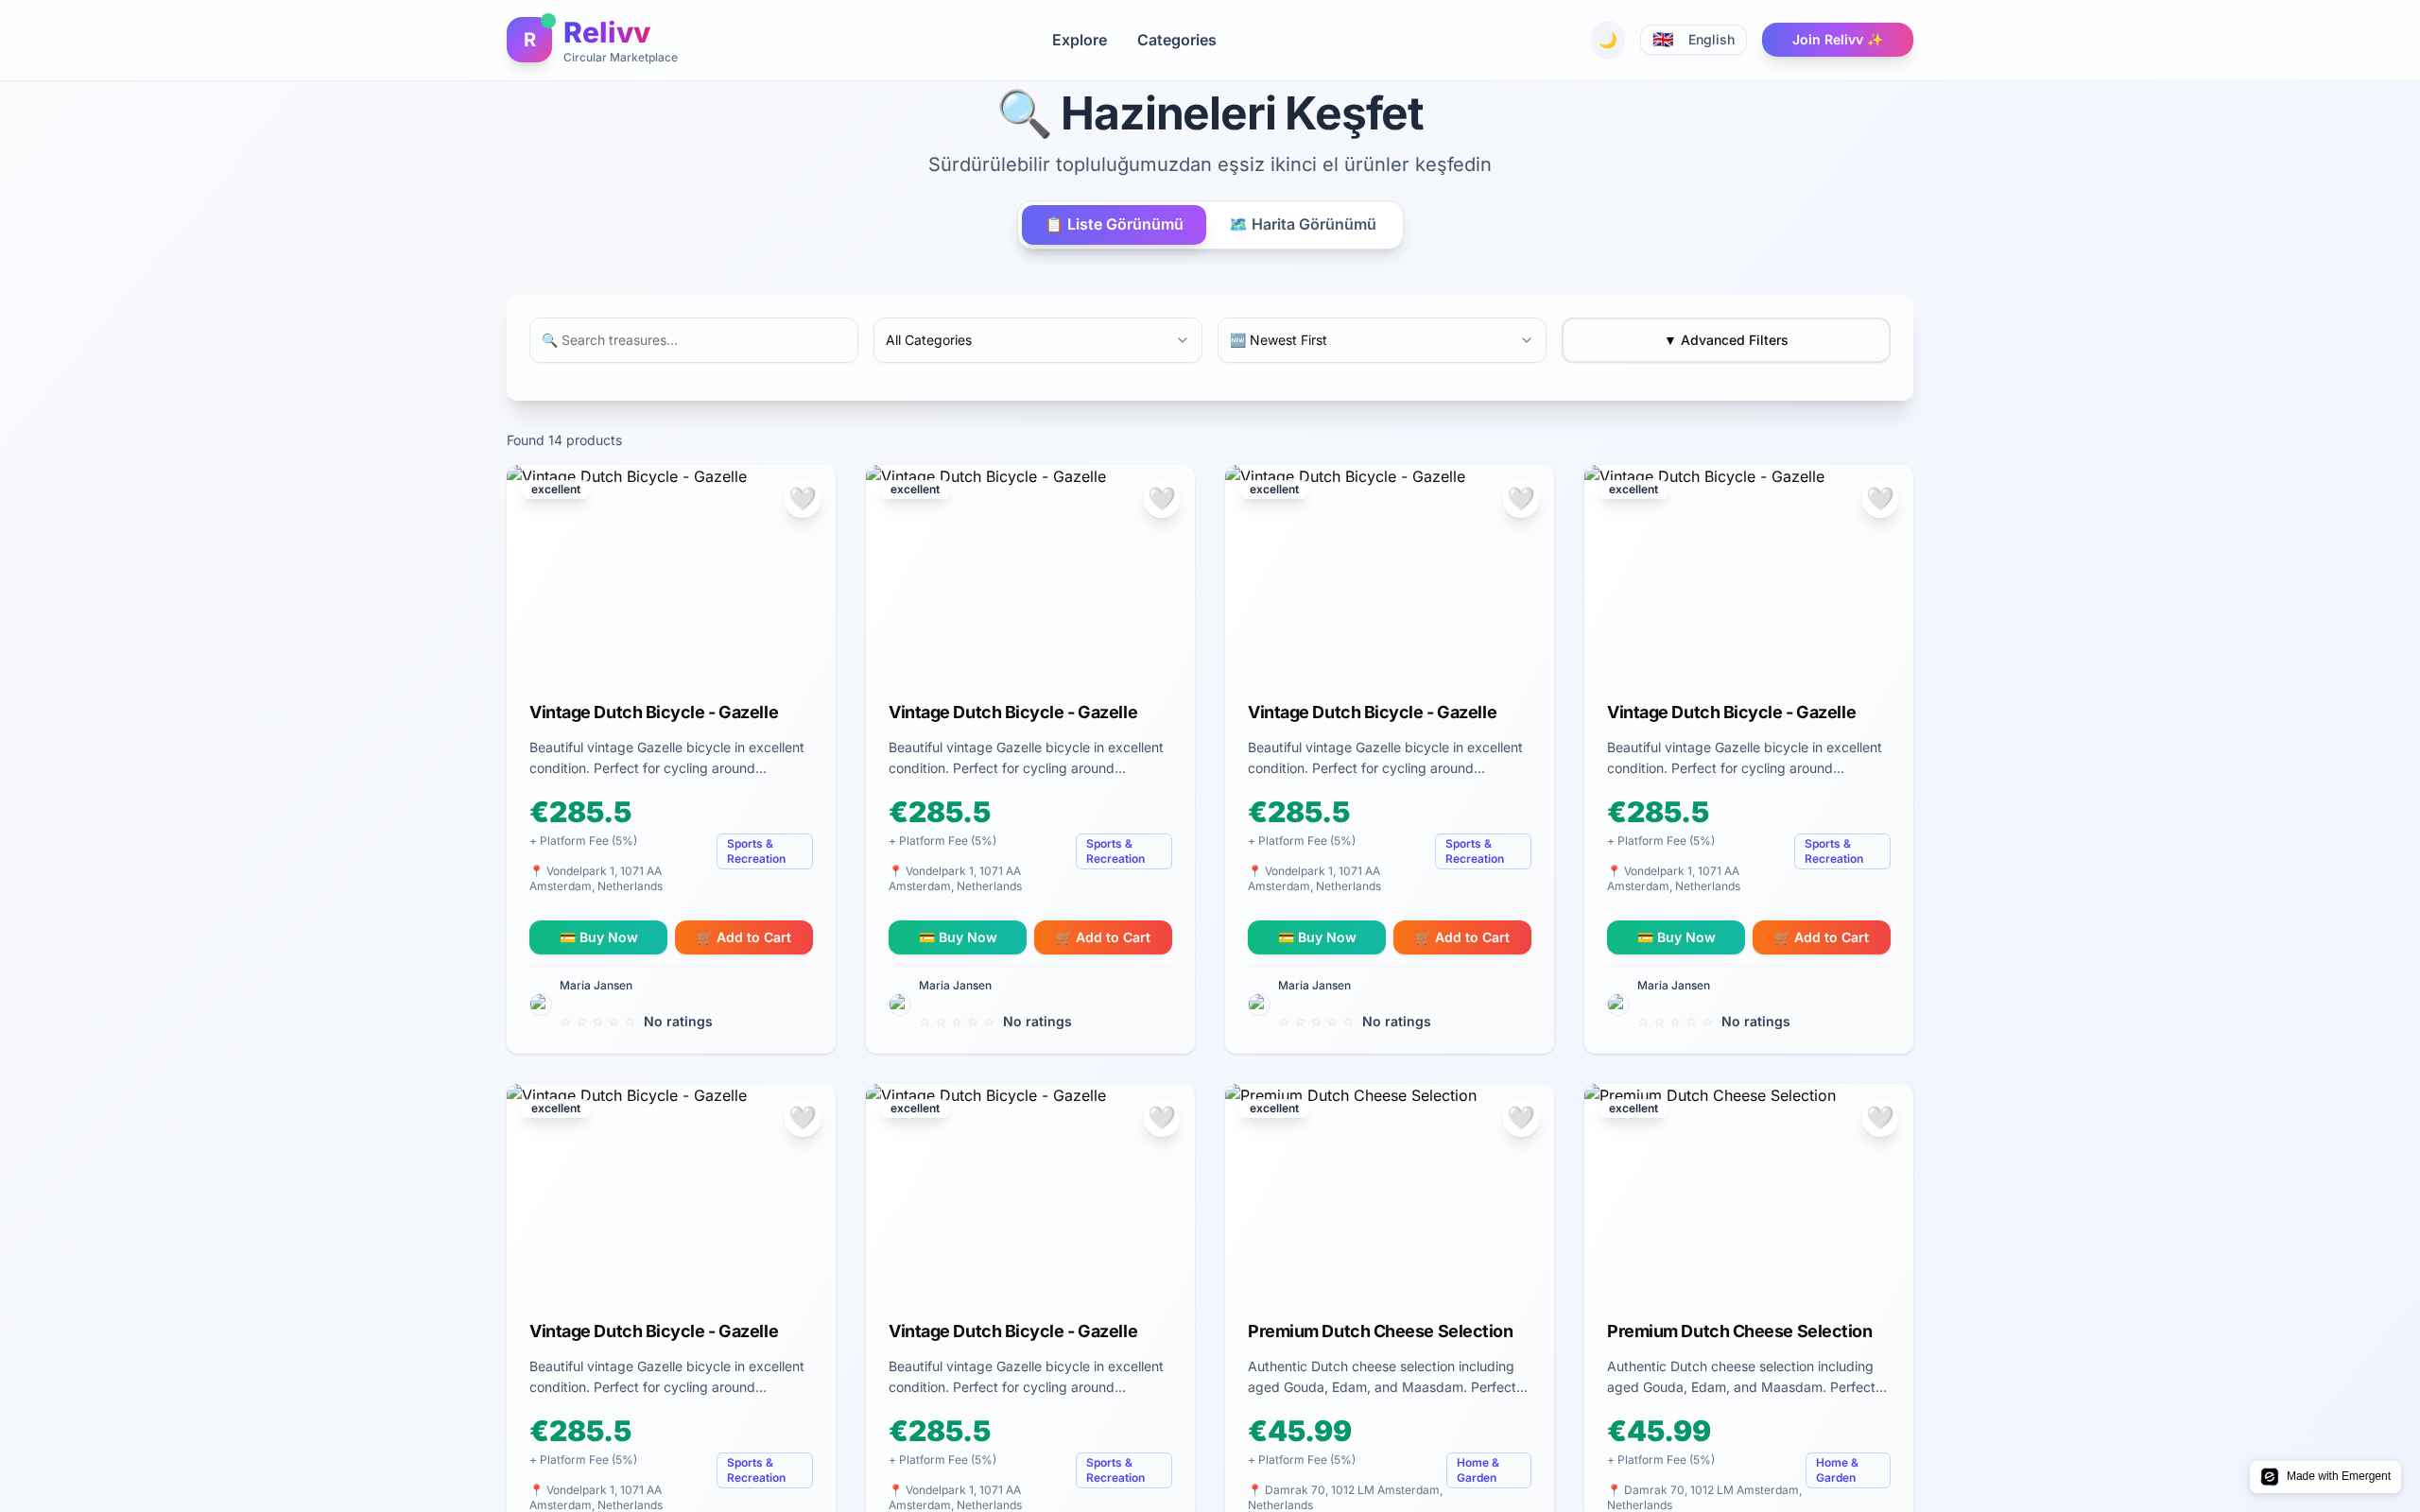 R
Relivv
Circular Marketplace
Explore
Categories
English
Join Relivv ✨
🔍 Hazineleri Keşfet
Sürdürülebilir topluluğumuzdan eşsiz ikinci el ürünler keşfedin
📋 Liste Görünümü
🗺️ Harita Görünümü
🔍 Search treasures...
All Categories
🆕 Newest First
▼ Advanced Filters
Found 14 products
Vintage Dutch Bicycle - Gazelle
excellent
Vintage Dutch Bicycle - Gazelle
Beautiful vintage Gazelle bicycle in excellent
condition. Perfect for cycling around...
€285.5
+ Platform Fee (5%)
📍 Vondelpark 1, 1071 AA
Amsterdam, Netherlands
Sports &
Recreation
💳 Buy Now
🛒 Add to Cart
Maria Jansen
☆ ☆ ☆ ☆ ☆ No ratings
Vintage Dutch Bicycle - Gazelle
excellent
Vintage Dutch Bicycle - Gazelle
Beautiful vintage Gazelle bicycle in excellent
condition. Perfect for cycling around...
€285.5
+ Platform Fee (5%)
📍 Vondelpark 1, 1071 AA
Amsterdam, Netherlands
Sports &
Recreation
💳 Buy Now
🛒 Add to Cart
Maria Jansen
☆ ☆ ☆ ☆ ☆ No ratings
Vintage Dutch Bicycle - Gazelle
excellent
Vintage Dutch Bicycle - Gazelle
Beautiful vintage Gazelle bicycle in excellent
condition. Perfect for cycling around...
€285.5
+ Platform Fee (5%)
📍 Vondelpark 1, 1071 AA
Amsterdam, Netherlands
Sports &
Recreation
💳 Buy Now
🛒 Add to Cart
Maria Jansen
☆ ☆ ☆ ☆ ☆ No ratings
Vintage Dutch Bicycle - Gazelle
excellent
Vintage Dutch Bicycle - Gazelle
Beautiful vintage Gazelle bicycle in excellent
condition. Perfect for cycling around...
€285.5
+ Platform Fee (5%)
📍 Vondelpark 1, 1071 AA
Amsterdam, Netherlands
Sports &
Recreation
💳 Buy Now
🛒 Add to Cart
Maria Jansen
☆ ☆ ☆ ☆ ☆ No ratings
Vintage Dutch Bicycle - Gazelle
excellent
Vintage Dutch Bicycle - Gazelle
Beautiful vintage Gazelle bicycle in excellent
condition. Perfect for cycling around...
€285.5
+ Platform Fee (5%)
📍 Vondelpark 1, 1071 AA
Amsterdam, Netherlands
Sports &
Recreation
Vintage Dutch Bicycle - Gazelle
excellent
Vintage Dutch Bicycle - Gazelle
Beautiful vintage Gazelle bicycle in excellent
condition. Perfect for cycling around...
€285.5
+ Platform Fee (5%)
📍 Vondelpark 1, 1071 AA
Amsterdam, Netherlands
Sports &
Recreation
Premium Dutch Cheese Selection
excellent
Premium Dutch Cheese Selection
Authentic Dutch cheese selection including
aged Gouda, Edam, and Maasdam. Perfect...
€45.99
+ Platform Fee (5%)
📍 Damrak 70, 1012 LM Amsterdam,
Netherlands
Home &
Garden
Premium Dutch Cheese Selection
excellent
Premium Dutch Cheese Selection
Authentic Dutch cheese selection including
aged Gouda, Edam, and Maasdam. Perfect...
€45.99
+ Platform Fee (5%)
📍 Damrak 70, 1012 LM Amsterdam,
Netherlands
Home &
Garden
Made with Emergent